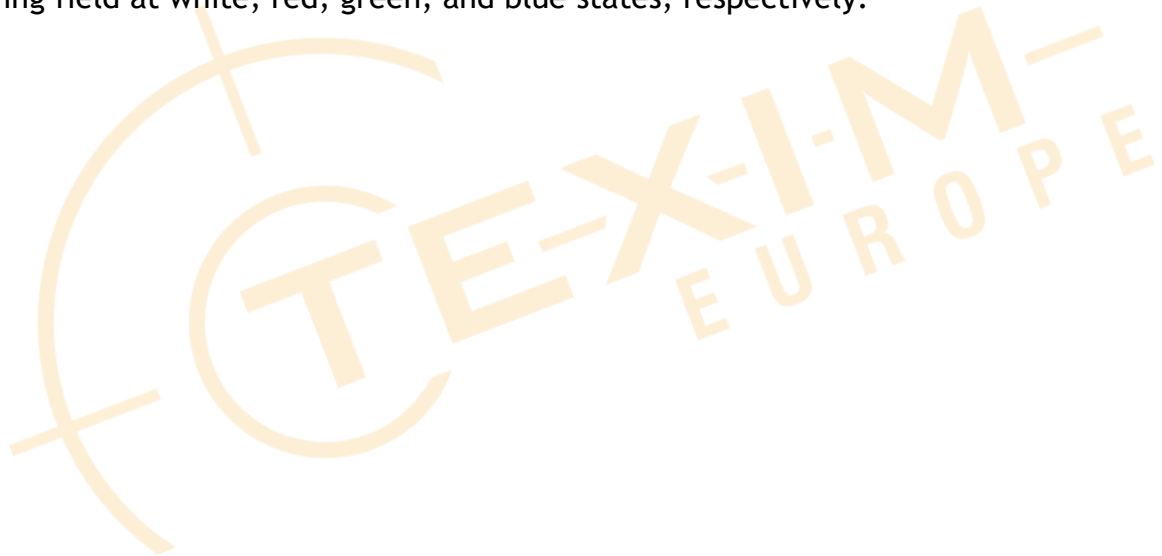 ing field at white, red, green, and blue states, respectively.
TEXIM
EUROPE